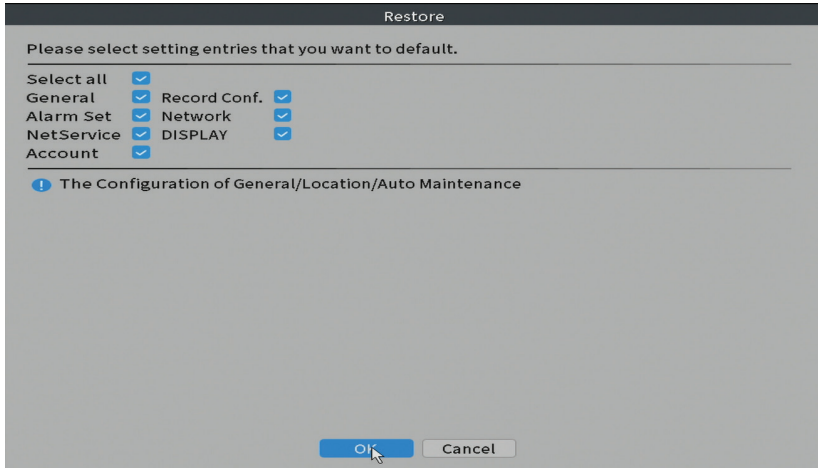 Restore
Please select setting entries that you want to default.
Select all
General Record Conf.
Alarm Set Network
NetService DISPLAY
Account
The Configuration of General/Location/Auto Maintenance
OK Cancel